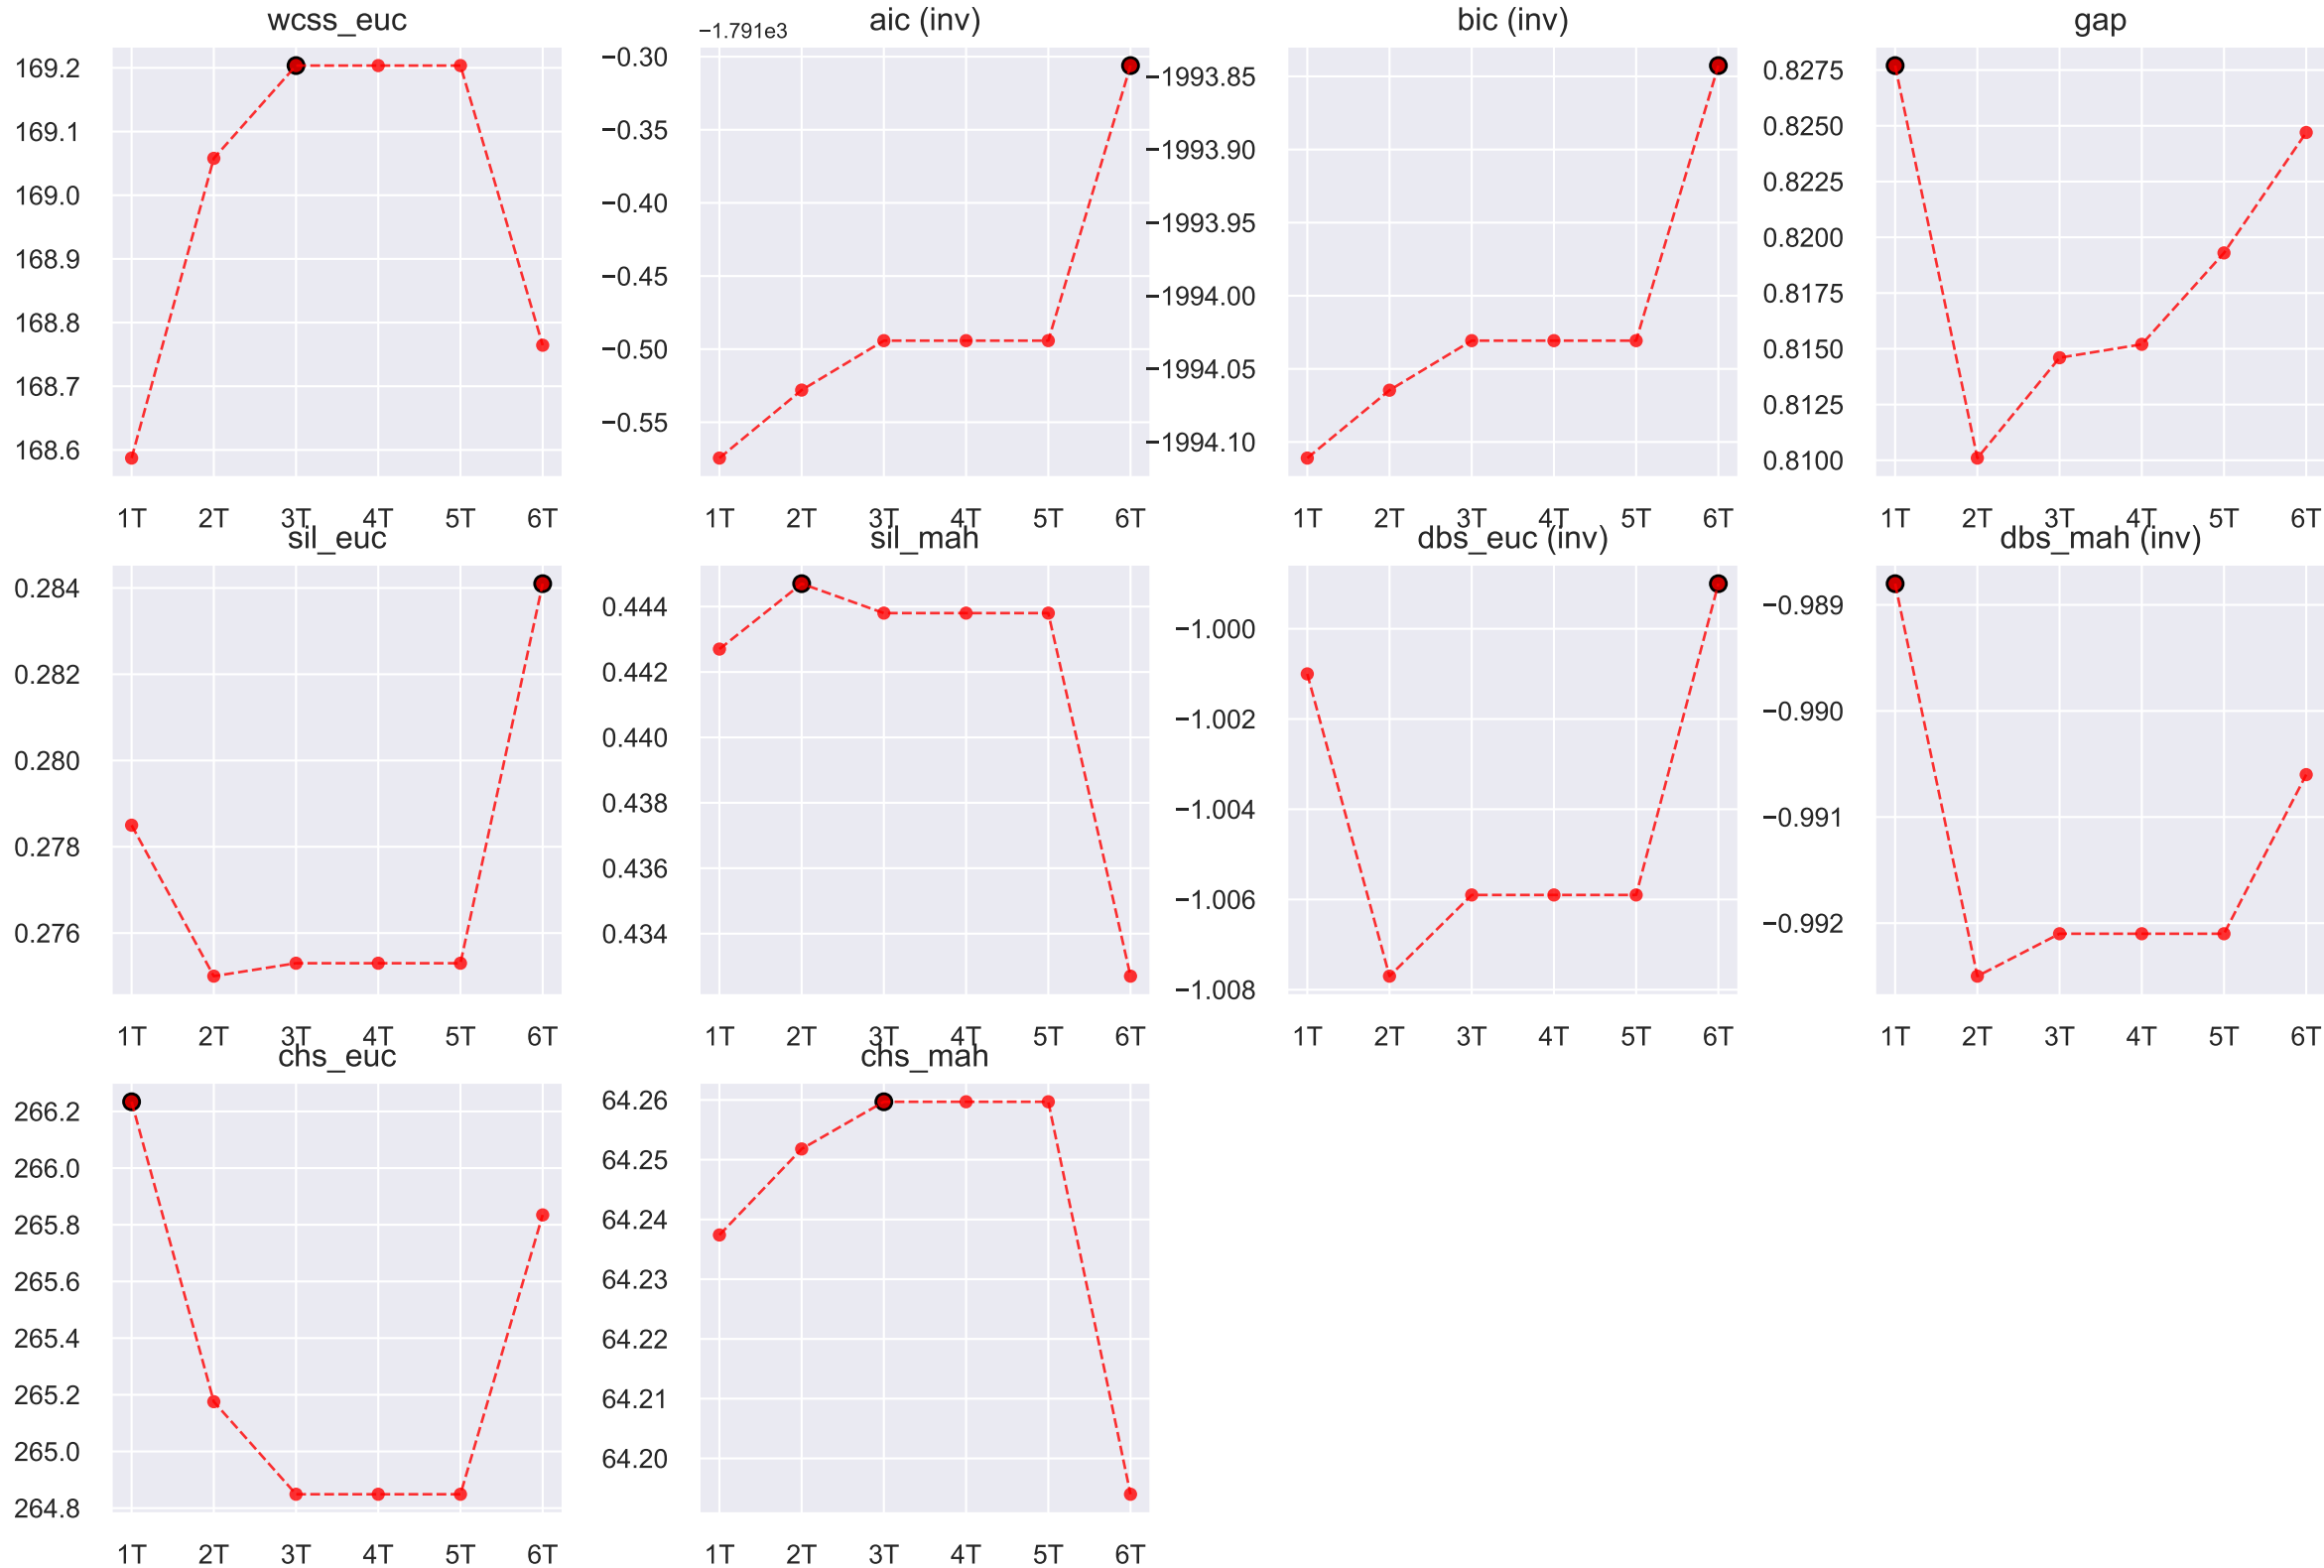 wcss_euc
169.2
169.1
169.0
168.9
168.8
168.7
168.6
1T 2T 3T 4T 5T 6T
aic (inv)
−1.791e3
−0.30
−0.35
−0.40
−0.45
−0.50
−0.55
1T 2T 3T 4T 5T 6T
bic (inv)
−1993.85
−1993.90
−1993.95
−1994.00
−1994.05
−1994.10
1T 2T 3T 4T 5T 6T
gap
0.8275
0.8250
0.8225
0.8200
0.8175
0.8150
0.8125
0.8100
1T 2T 3T 4T 5T 6T
sil_euc
0.284
0.282
0.280
0.278
0.276
1T 2T 3T 4T 5T 6T
sil_mah
0.444
0.442
0.440
0.438
0.436
0.434
1T 2T 3T 4T 5T 6T
dbs_euc (inv)
−1.000
−1.002
−1.004
−1.006
−1.008
1T 2T 3T 4T 5T 6T
dbs_mah (inv)
−0.989
−0.990
−0.991
−0.992
1T 2T 3T 4T 5T 6T
chs_euc
266.2
266.0
265.8
265.6
265.4
265.2
265.0
264.8
1T 2T 3T 4T 5T 6T
chs_mah
64.26
64.25
64.24
64.23
64.22
64.21
64.20
1T 2T 3T 4T 5T 6T